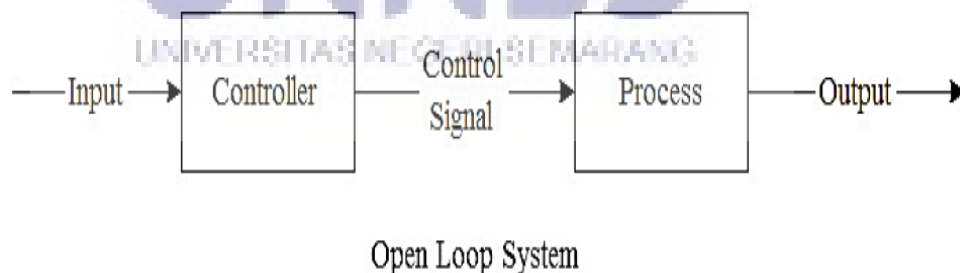 UNIVERSITAS NEGERI SEMARANG
Input
Controller
Control
Signal
Process
Output
Open Loop System